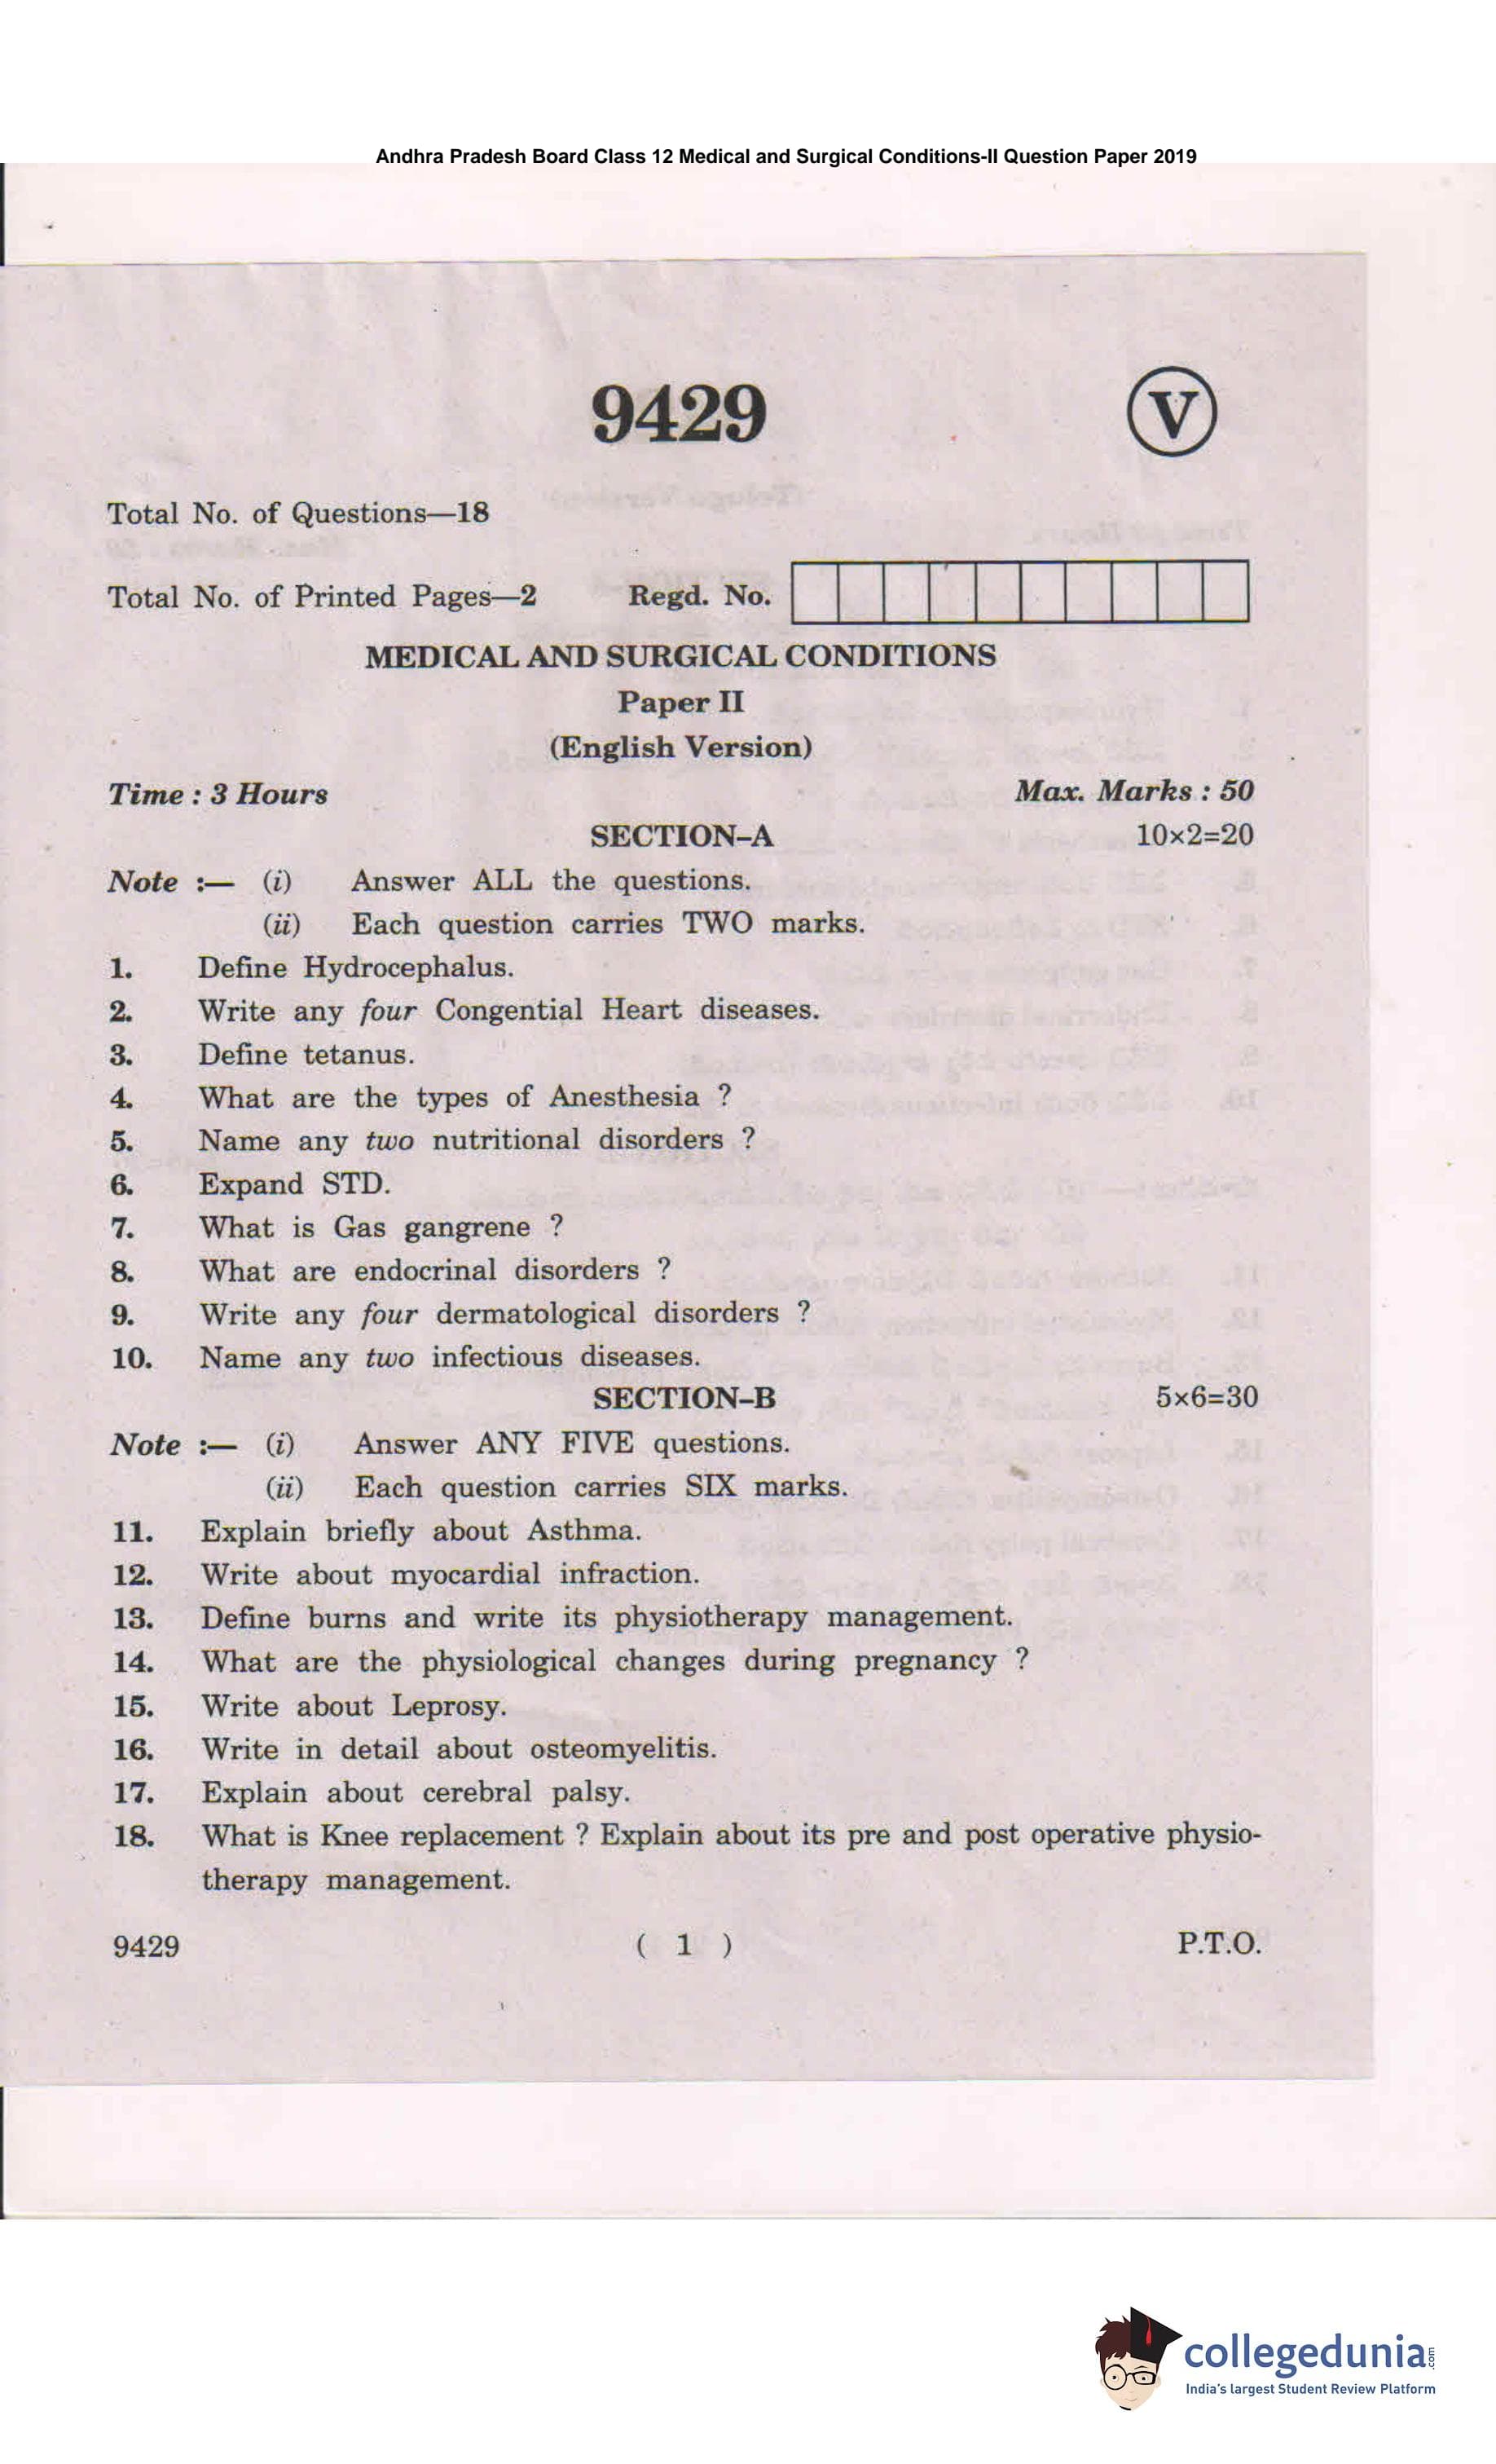 Andhra Pradesh Board Class 12 Medical and Surgical Conditions-II Question Paper 2019
9429
V
Total No. of Questions—18
Total No. of Printed Pages—2 Regd. No.
MEDICAL AND SURGICAL CONDITIONS
Paper II
(English Version)
Time : 3 Hours Max. Marks : 50
SECTION–A 10×2=20
Note :— (i) Answer ALL the questions.
(ii) Each question carries TWO marks.
1. Define Hydrocephalus.
2. Write any four Congential Heart diseases.
3. Define tetanus.
4. What are the types of Anesthesia ?
5. Name any two nutritional disorders ?
6. Expand STD.
7. What is Gas gangrene ?
8. What are endocrinal disorders ?
9. Write any four dermatological disorders ?
10. Name any two infectious diseases.
SECTION–B 5×6=30
Note :— (i) Answer ANY FIVE questions.
(ii) Each question carries SIX marks.
11. Explain briefly about Asthma.
12. Write about myocardial infraction.
13. Define burns and write its physiotherapy management.
14. What are the physiological changes during pregnancy ?
15. Write about Leprosy.
16. Write in detail about osteomyelitis.
17. Explain about cerebral palsy.
18. What is Knee replacement ? Explain about its pre and post operative physio-
therapy management.
9429 ( 1 ) P.T.O.
collegedunia.com
India's largest Student Review Platform